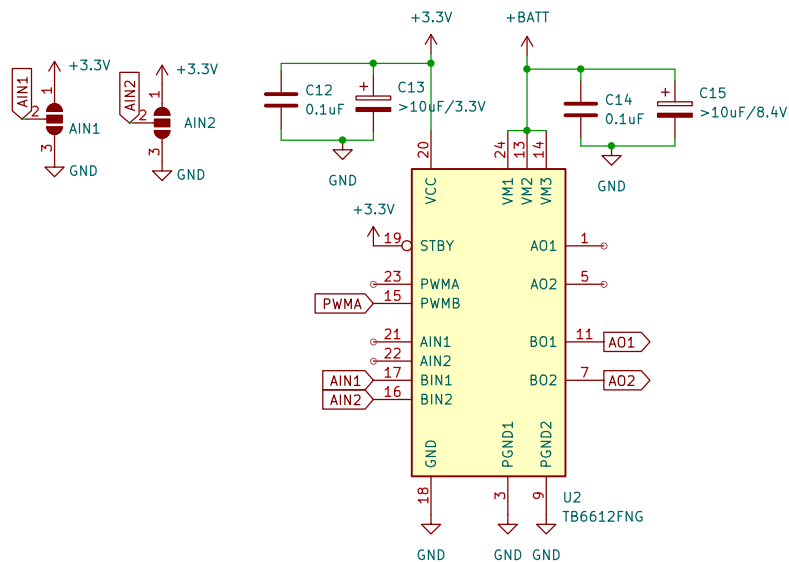 +3.3V
+BATT
AIN1
1
+3.3V
2
AIN1
3
GND
AIN2
1
+3.3V
2
AIN2
3
GND
C12
0.1uF
+
C13
>10uF/3.3V
GND
C14
0.1uF
+
C15
>10uF/8.4V
GND
20
24
13
14
VCC
VM1
VM2
VM3
+3.3V
19
STBY
AO1
1
23
PWMA
AO2
5
PWMA
15
PWMB
21
AIN1
BO1
11
AO1
22
AIN2
AIN1
17
BIN1
BO2
7
AO2
AIN2
16
BIN2
GND
PGND1
PGND2
18
3
9
U2
TB6612FNG
GND
GND
GND